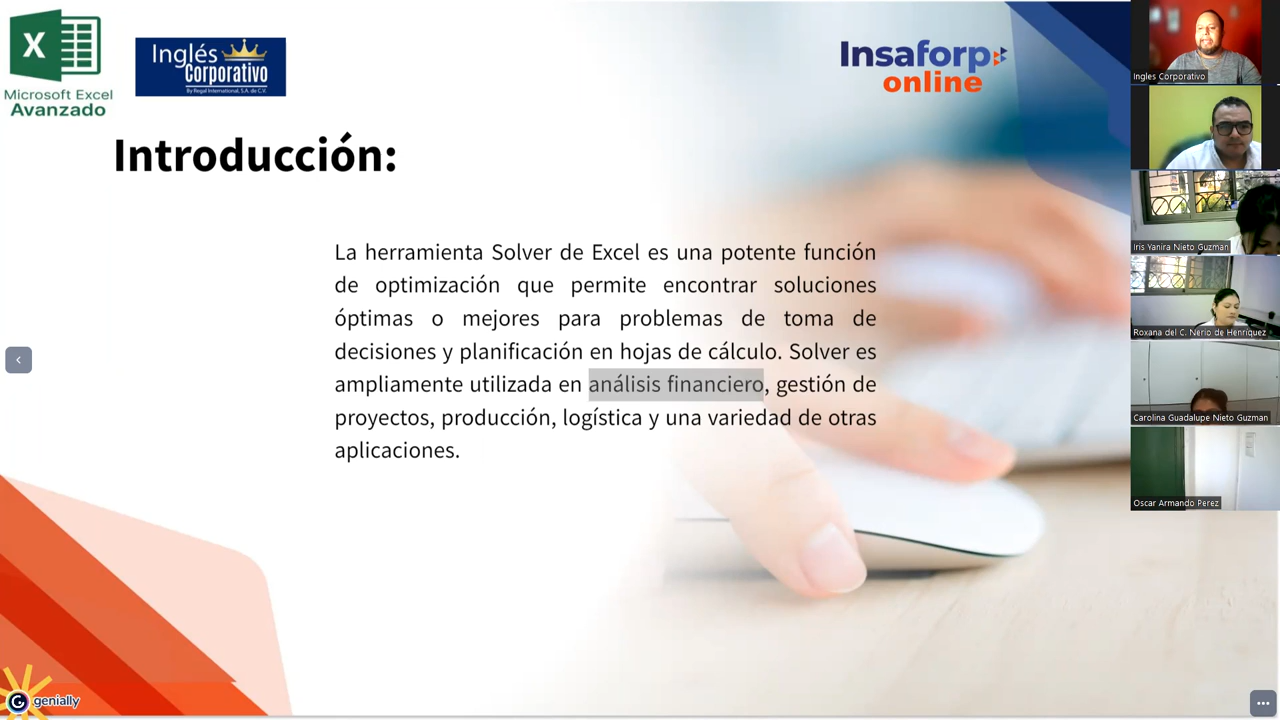 X
Microsoft Excel
Avanzado
Inglés
Corporativo
By Regal International, S.A. de C.V.
Insaforp
online
Introducción:
La herramienta Solver de Excel es una potente función
de optimización que permite encontrar soluciones
óptimas o mejores para problemas de toma de
decisiones y planificación en hojas de cálculo. Solver es
ampliamente utilizada en análisis financiero, gestión de
proyectos, producción, logística y una variedad de otras
aplicaciones.
Ingles Corporativo
Iris Yanira Nieto Guzman
Roxana del C. Nerio de Henriquez
Carolina Guadalupe Nieto Guzman
Oscar Armando Perez
genially